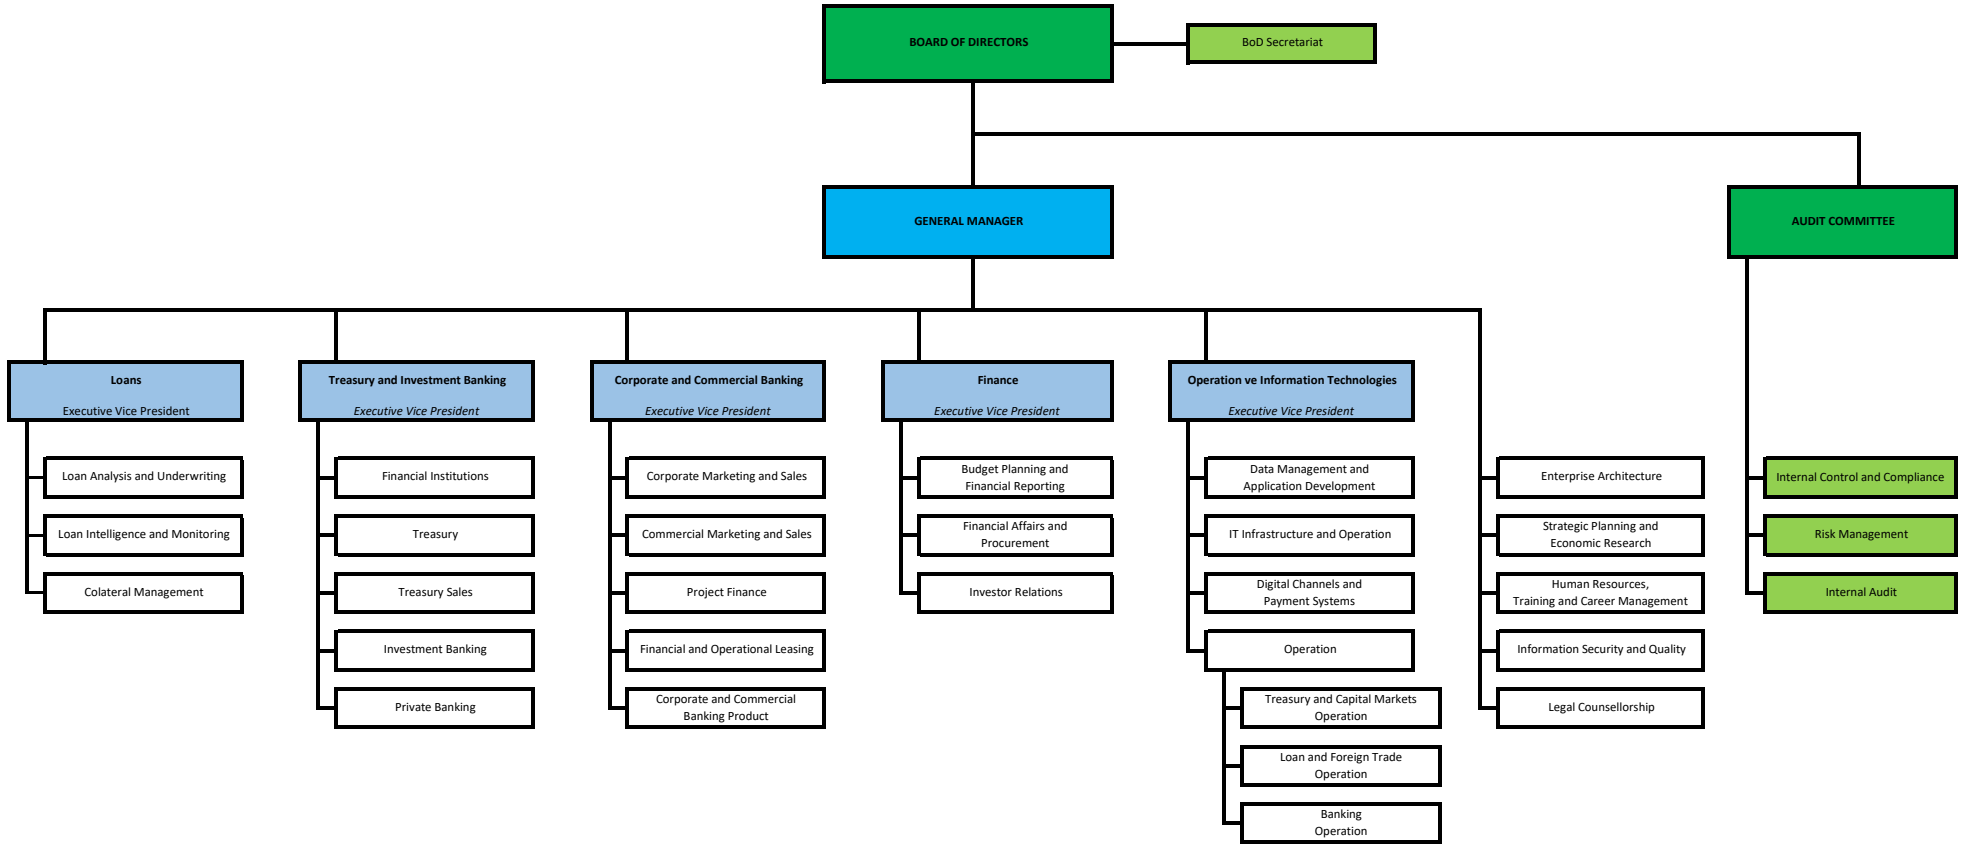 BOARD OF DIRECTORS
BoD Secretariat
GENERAL MANAGER
AUDIT COMMITTEE
Loans
Executive Vice President
Treasury and Investment Banking
Executive Vice President
Corporate and Commercial Banking
Executive Vice President
Finance
Executive Vice President
Operation ve Information Technologies
Executive Vice President
Loan Analysis and Underwriting
Loan Intelligence and Monitoring
Colateral Management
Financial Institutions
Treasury
Treasury Sales
Investment Banking
Private Banking
Corporate Marketing and Sales
Commercial Marketing and Sales
Project Finance
Financial and Operational Leasing
Corporate and Commercial
Banking Product
Budget Planning and
Financial Reporting
Financial Affairs and
Procurement
Investor Relations
Data Management and
Application Development
IT Infrastructure and Operation
Digital Channels and
Payment Systems
Operation
Treasury and Capital Markets
Operation
Loan and Foreign Trade
Operation
Banking
Operation
Enterprise Architecture
Strategic Planning and
Economic Research
Human Resources,
Training and Career Management
Information Security and Quality
Legal Counsellorship
Internal Control and Compliance
Risk Management
Internal Audit